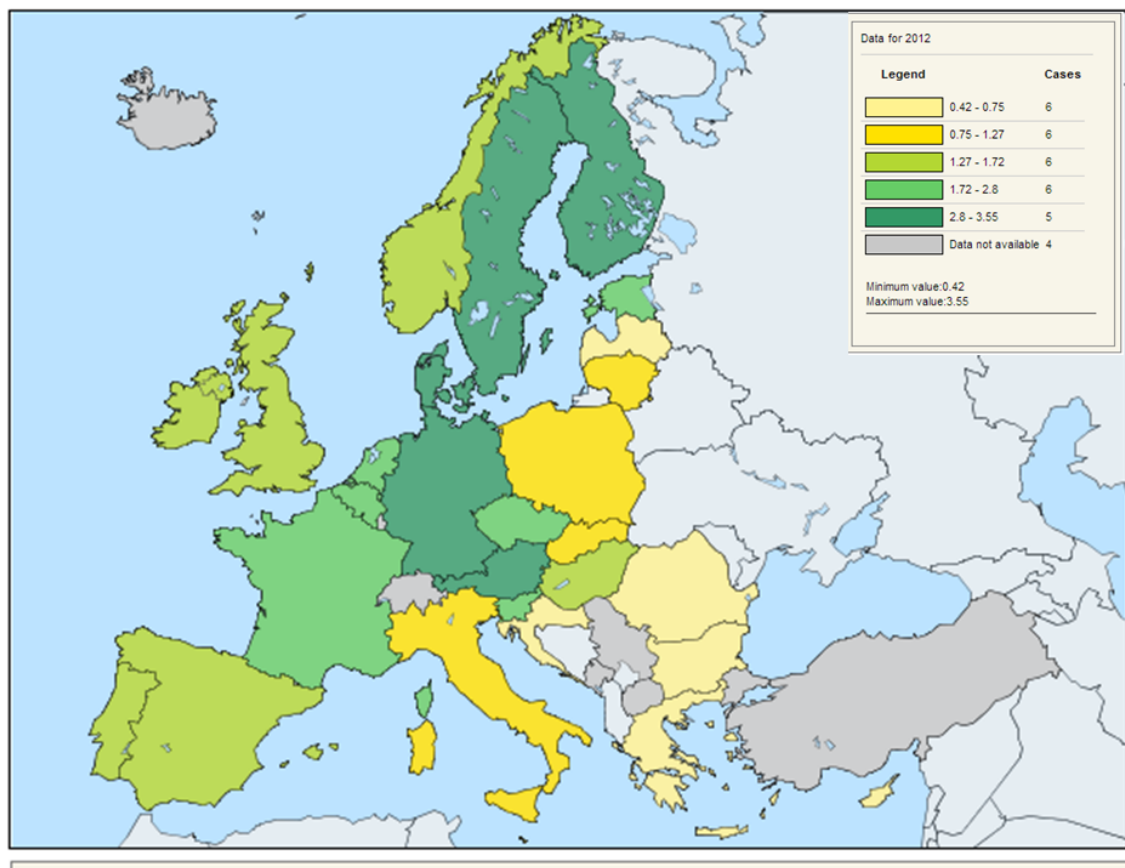 Data for 2012
Legend Cases
0.42 - 0.75 6
0.75 - 1.27 6
1.27 - 1.72 6
1.72 - 2.8 6
2.8 - 3.55 5
Data not available 4
Minimum value:0.42
Maximum value:3.55